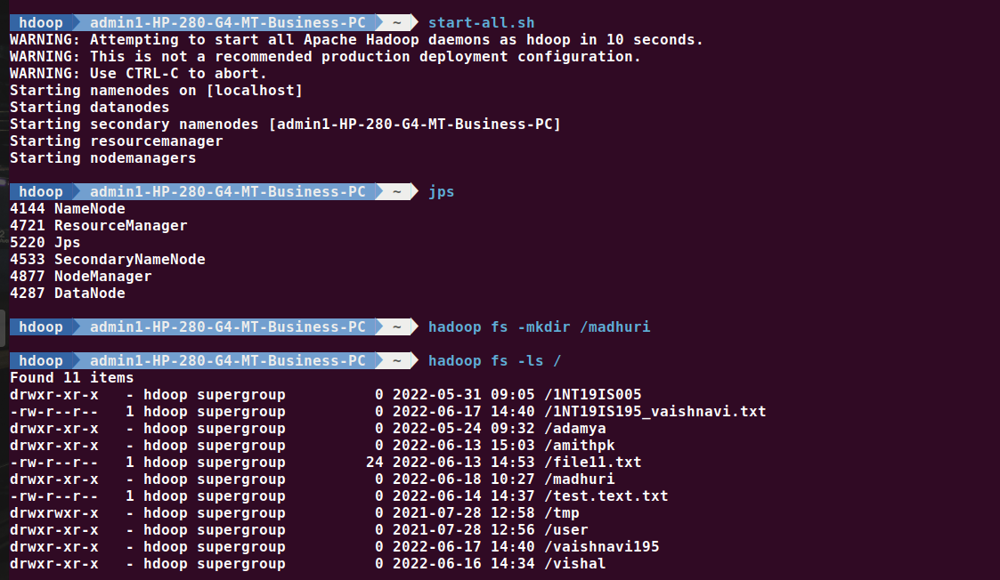 hdoop admin1-HP-280-G4-MT-Business-PC ~ start-all.sh
WARNING: Attempting to start all Apache Hadoop daemons as hdoop in 10 seconds.
WARNING: This is not a recommended production deployment configuration.
WARNING: Use CTRL-C to abort.
Starting namenodes on [localhost]
Starting datanodes
Starting secondary namenodes [admin1-HP-280-G4-MT-Business-PC]
Starting resourcemanager
Starting nodemanagers
hdoop admin1-HP-280-G4-MT-Business-PC ~ jps
4144 NameNode
4721 ResourceManager
5220 Jps
4533 SecondaryNameNode
4877 NodeManager
4287 DataNode
hdoop admin1-HP-280-G4-MT-Business-PC ~ hadoop fs -mkdir /madhuri
hdoop admin1-HP-280-G4-MT-Business-PC ~ hadoop fs -ls /
Found 11 items
drwxr-xr-x   - hdoop supergroup          0 2022-05-31 09:05 /1NT19IS005
-rw-r--r--   1 hdoop supergroup          0 2022-06-17 14:40 /1NT19IS195_vaishnavi.txt
drwxr-xr-x   - hdoop supergroup          0 2022-05-24 09:32 /adamya
drwxr-xr-x   - hdoop supergroup          0 2022-06-13 15:03 /amithpk
-rw-r--r--   1 hdoop supergroup         24 2022-06-13 14:53 /file11.txt
drwxr-xr-x   - hdoop supergroup          0 2022-06-18 10:27 /madhuri
-rw-r--r--   1 hdoop supergroup          0 2022-06-14 14:37 /test.text.txt
drwxrwxr-x   - hdoop supergroup          0 2021-07-28 12:58 /tmp
drwxr-xr-x   - hdoop supergroup          0 2021-07-28 12:56 /user
drwxr-xr-x   - hdoop supergroup          0 2022-06-17 14:40 /vaishnavi195
drwxr-xr-x   - hdoop supergroup          0 2022-06-16 14:34 /vishal